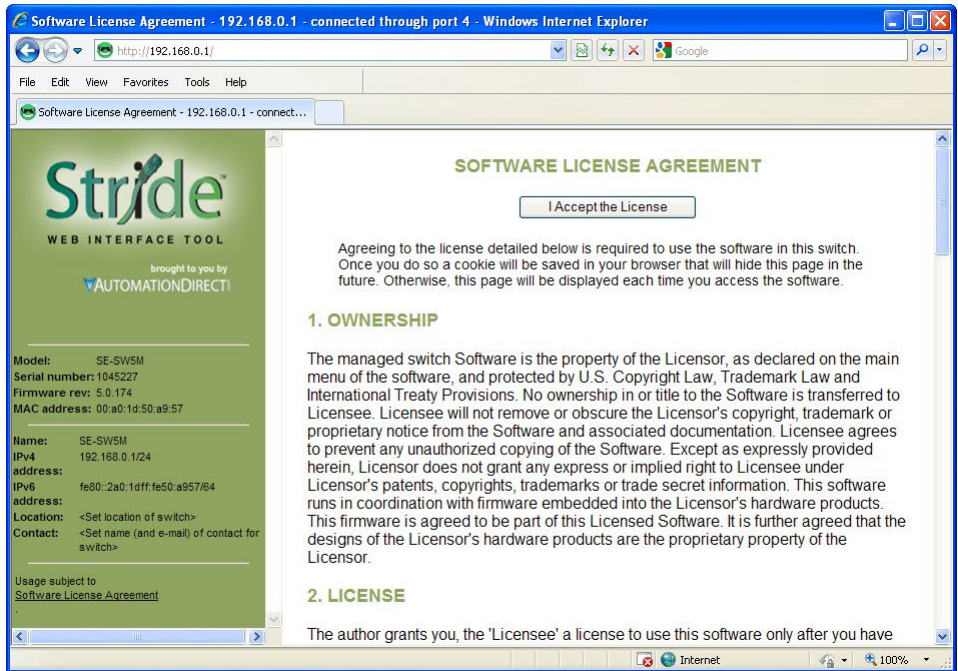 Software License Agreement - 192.168.0.1 - connected through port 4 - Windows Internet Explorer
http://192.168.0.1/
Google
File Edit View Favorites Tools Help
Software License Agreement - 192.168.0.1 - connect...
Stride™
WEB INTERFACE TOOL
brought to you by
AUTOMATIONDIRECT
Model: SE-SW5M
Serial number: 1045227
Firmware rev: 5.0.174
MAC address: 00:a0:1d:50:a9:57
Name: SE-SW5M
IPv4 address: 192.168.0.1/24
IPv6 address: fe80::2a0:1dff:fe50:a957/64
Location: <Set location of switch>
Contact: <Set name (and e-mail) of contact for
switch>
Usage subject to
Software License Agreement
.
SOFTWARE LICENSE AGREEMENT
I Accept the License
Agreeing to the license detailed below is required to use the software in this switch.
Once you do so a cookie will be saved in your browser that will hide this page in the
future. Otherwise, this page will be displayed each time you access the software.
1. OWNERSHIP
The managed switch Software is the property of the Licensor, as declared on the main
menu of the software, and protected by U.S. Copyright Law, Trademark Law and
International Treaty Provisions. No ownership in or title to the Software is transferred to
Licensee. Licensee will not remove or obscure the Licensor's copyright, trademark or
proprietary notice from the Software and associated documentation. Licensee agrees
to prevent any unauthorized copying of the Software. Except as expressly provided
herein, Licensor does not grant any express or implied right to Licensee under
Licensor's patents, copyrights, trademarks or trade secret information. This software
runs in coordination with firmware embedded into the Licensor's hardware products.
This firmware is agreed to be part of this Licensed Software. It is further agreed that the
designs of the Licensor's hardware products are the proprietary property of the
Licensor.
2. LICENSE
The author grants you, the 'Licensee' a license to use this software only after you have
Internet
100%